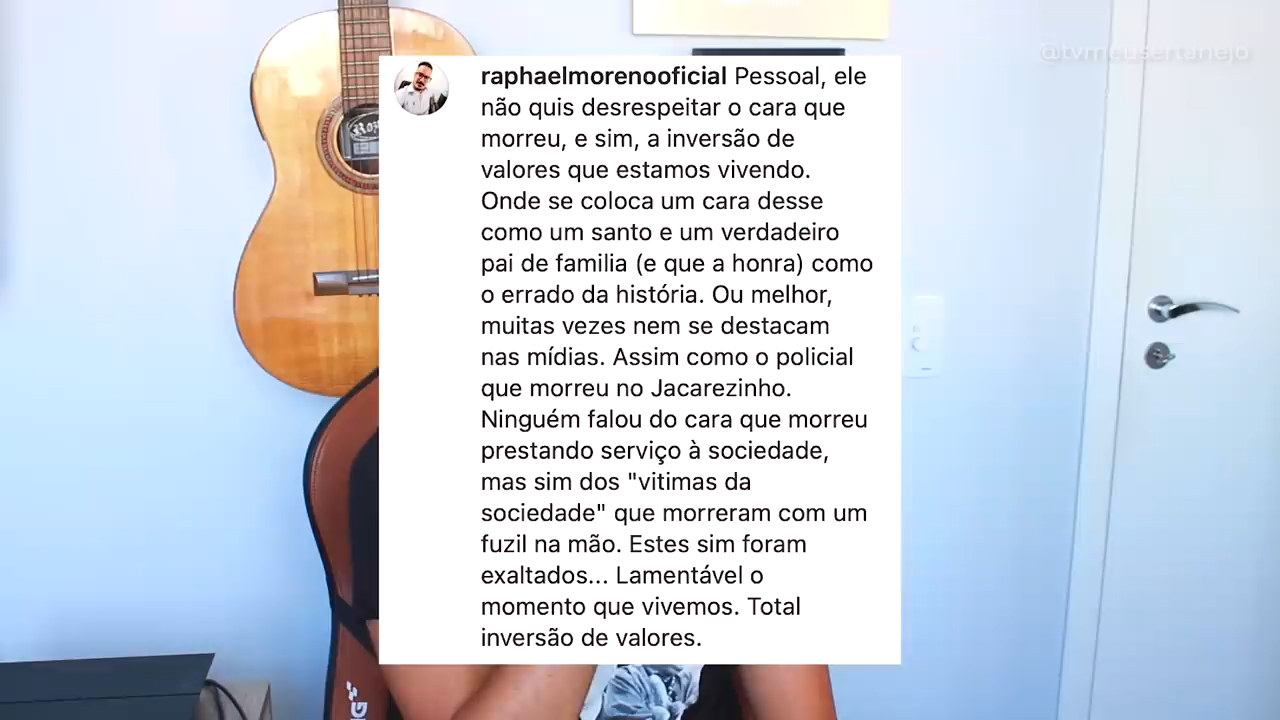 @tvmeusertanejo
raphaelmorenooficial Pessoal, ele
não quis desrespeitar o cara que
morreu, e sim, a inversão de
valores que estamos vivendo.
Onde se coloca um cara desse
como um santo e um verdadeiro
pai de familia (e que a honra) como
o errado da história. Ou melhor,
muitas vezes nem se destacam
nas mídias. Assim como o policial
que morreu no Jacarezinho.
Ninguém falou do cara que morreu
prestando serviço à sociedade,
mas sim dos "vitimas da
sociedade" que morreram com um
fuzil na mão. Estes sim foram
exaltados... Lamentável o
momento que vivemos. Total
inversão de valores.